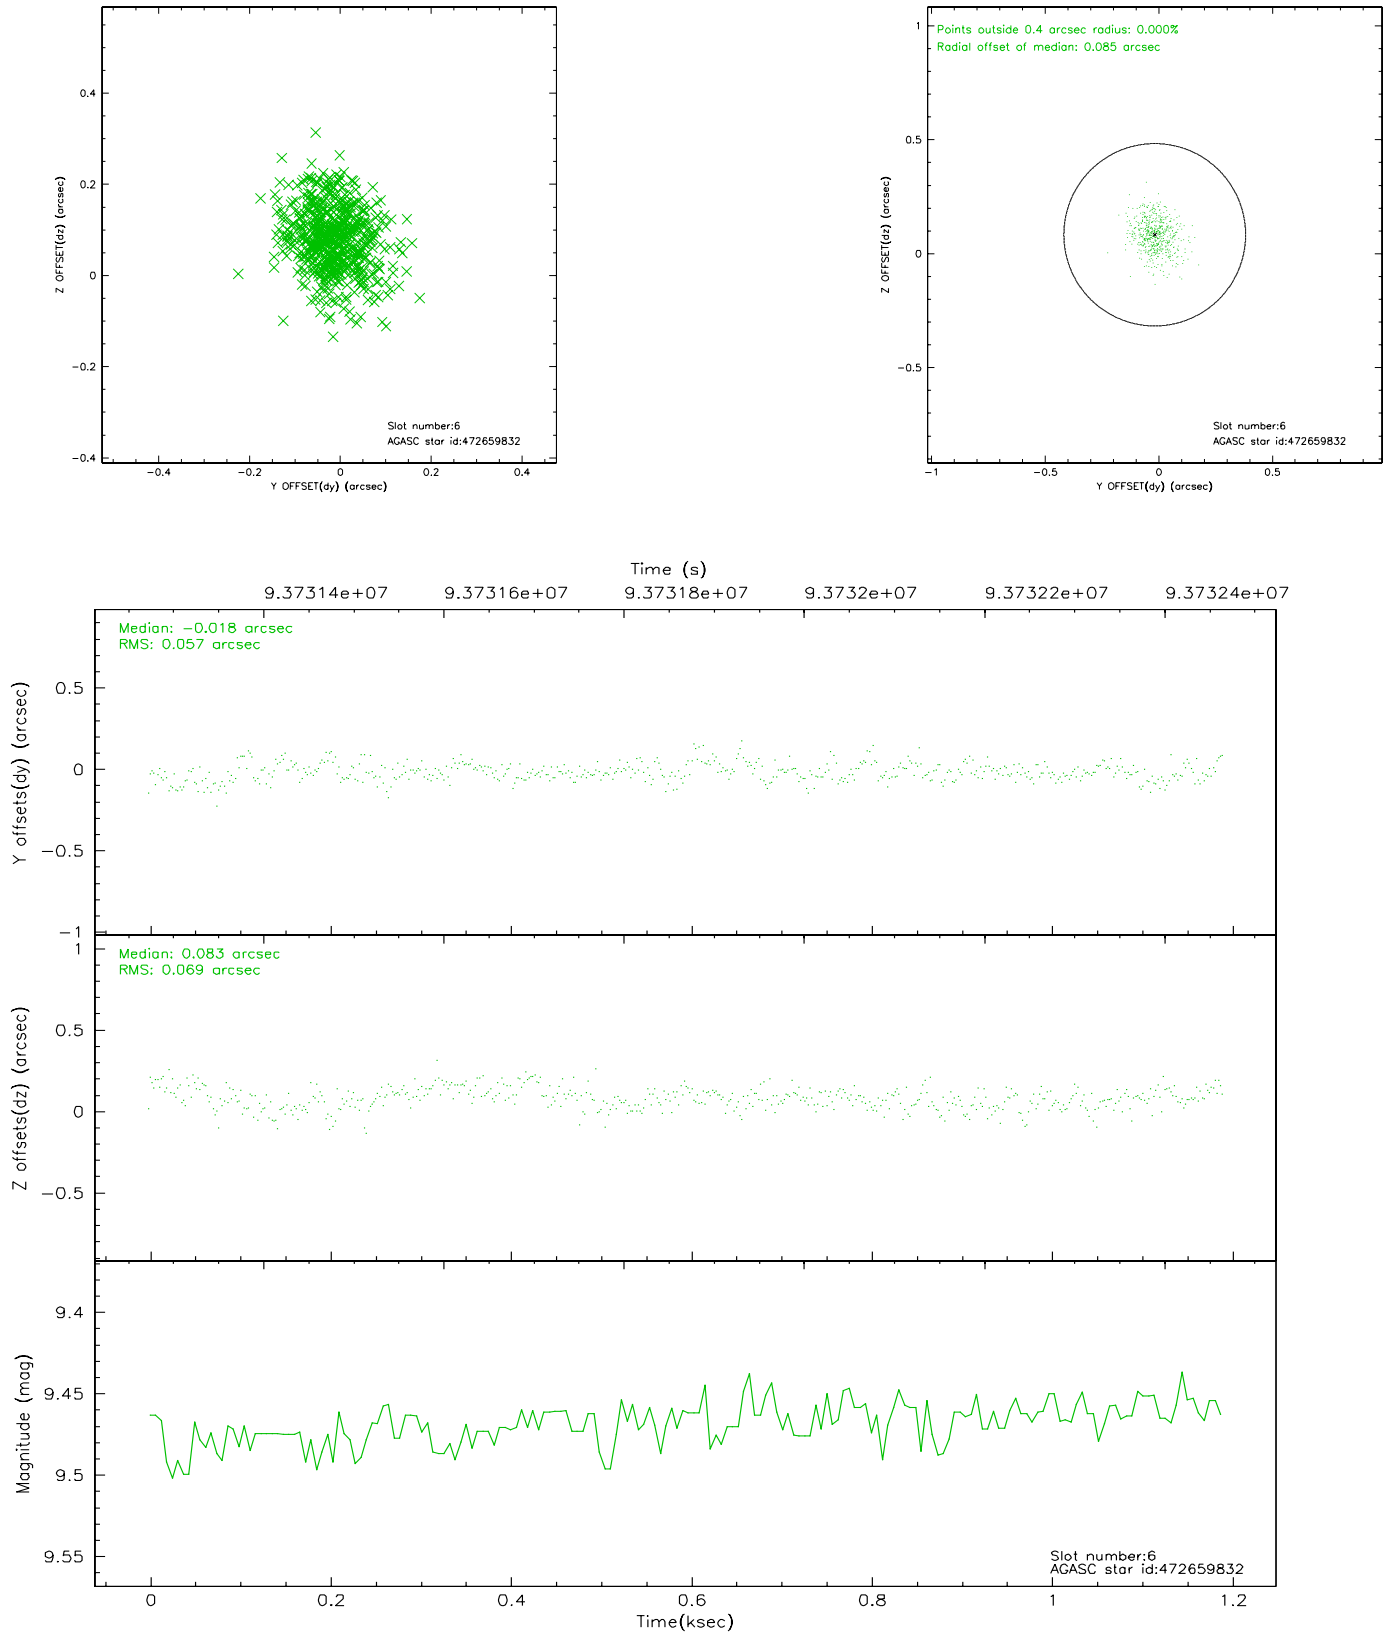 0.4
0.2
0
−0.2
−0.4
Z OFFSET(dz) (arcsec)
Slot number:6
AGASC star id:472659832
−0.4 −0.2 0 0.2 0.4
Y OFFSET(dy) (arcsec)
Points outside 0.4 arcsec radius: 0.000%
Radial offset of median: 0.085 arcsec
1
0.5
0
−0.5
Z OFFSET(dz) (arcsec)
Slot number:6
AGASC star id:472659832
−1 −0.5 0 0.5
Y OFFSET(dy) (arcsec)
Time (s)
9.37314e+07 9.37316e+07 9.37318e+07 9.3732e+07 9.37322e+07 9.37324e+07
Median: −0.018 arcsec
RMS: 0.057 arcsec
0.5
0
−0.5
−1
Y offsets(dy) (arcsec)
Median: 0.083 arcsec
RMS: 0.069 arcsec
1
0.5
0
−0.5
Z offsets(dz) (arcsec)
9.4
9.45
9.5
9.55
Magnitude (mag)
Slot number:6
AGASC star id:472659832
0 0.2 0.4 0.6 0.8 1 1.2
Time(ksec)